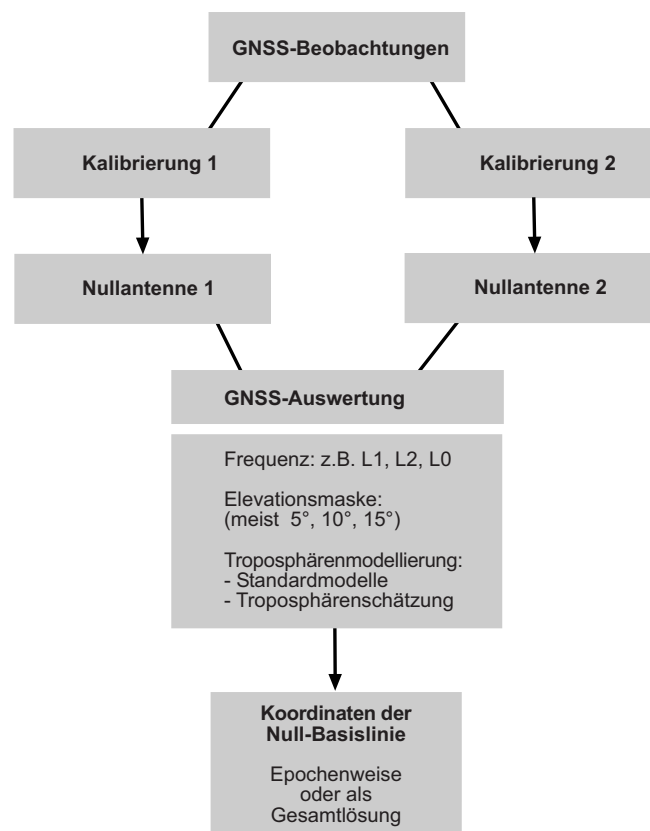 GNSS-Beobachtungen
Kalibrierung 1
Kalibrierung 2
Nullantenne 1
Nullantenne 2
GNSS-Auswertung
Frequenz: z.B. L1, L2, L0
Elevationsmaske:
(meist 5°, 10°, 15°)
Troposphärenmodellierung:
- Standardmodelle
- Troposphärenschätzung
Koordinaten der
Null-Basislinie
Epochenweise
oder als
Gesamtlösung